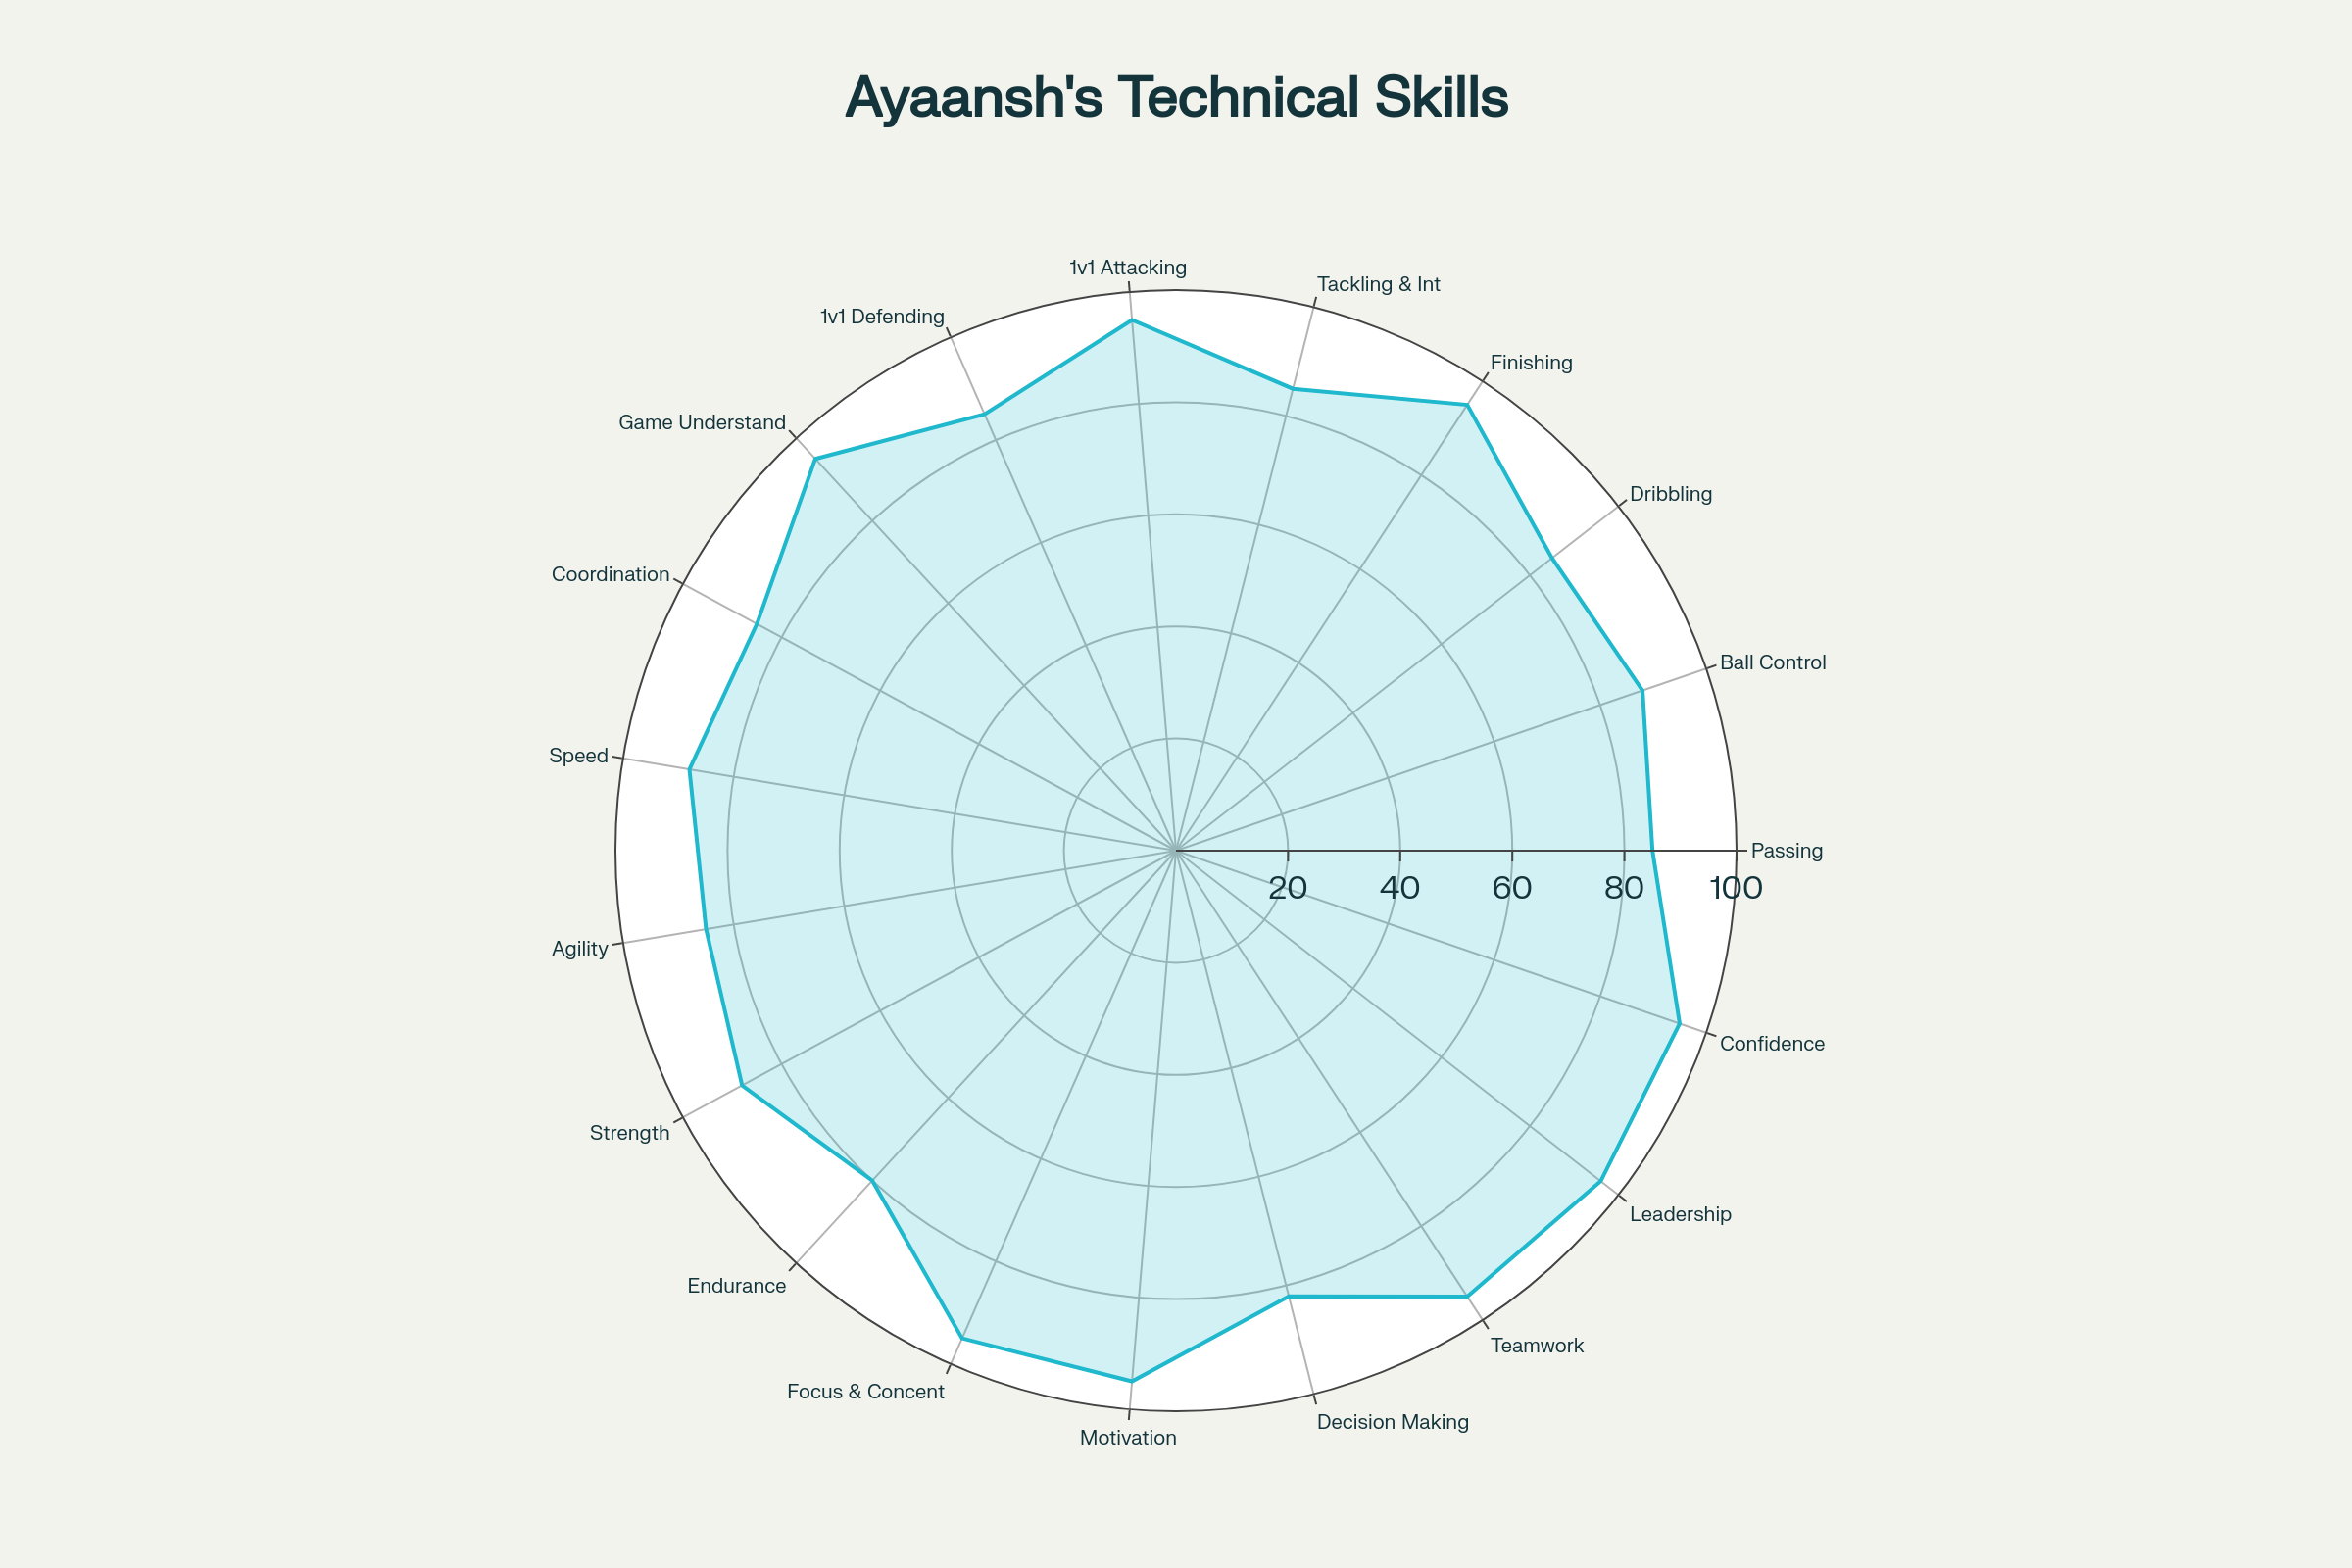 Ayaansh's Technical Skills
1v1 Attacking
Tackling & Int
1v1 Defending
Finishing
Game Understand
Dribbling
Coordination
Ball Control
Speed
Passing
20 40 60 80 100
Agility
Confidence
Strength
Leadership
Endurance
Teamwork
Focus & Concent
Decision Making
Motivation